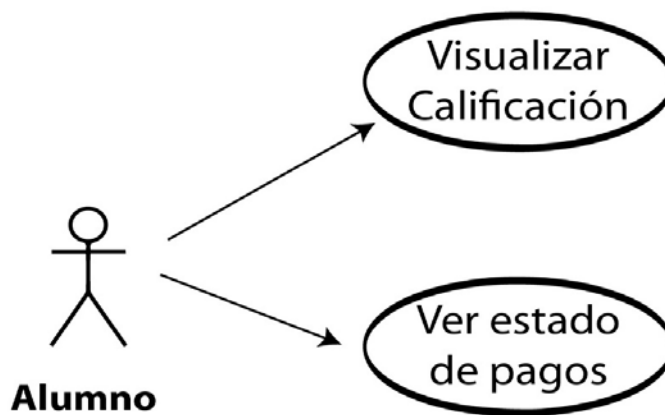 Visualizar
Calificación
Ver estado
de pagos
Alumno